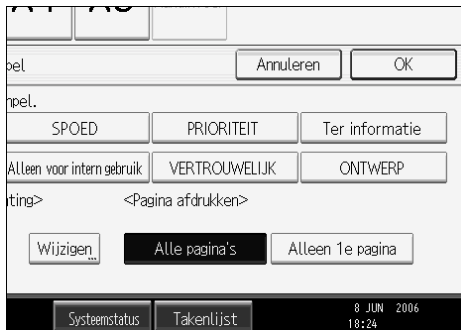 pel Annuleren OK
npel.
SPOED PRIORITEIT Ter informatie
Alleen voor intern gebruik VERTROUWELIJK ONTWERP
ting> <Pagina afdrukken>
Wijzigen Alle pagina's Alleen 1e pagina
8 JUN 2006
Systeemstatus Takenlijst 18:24